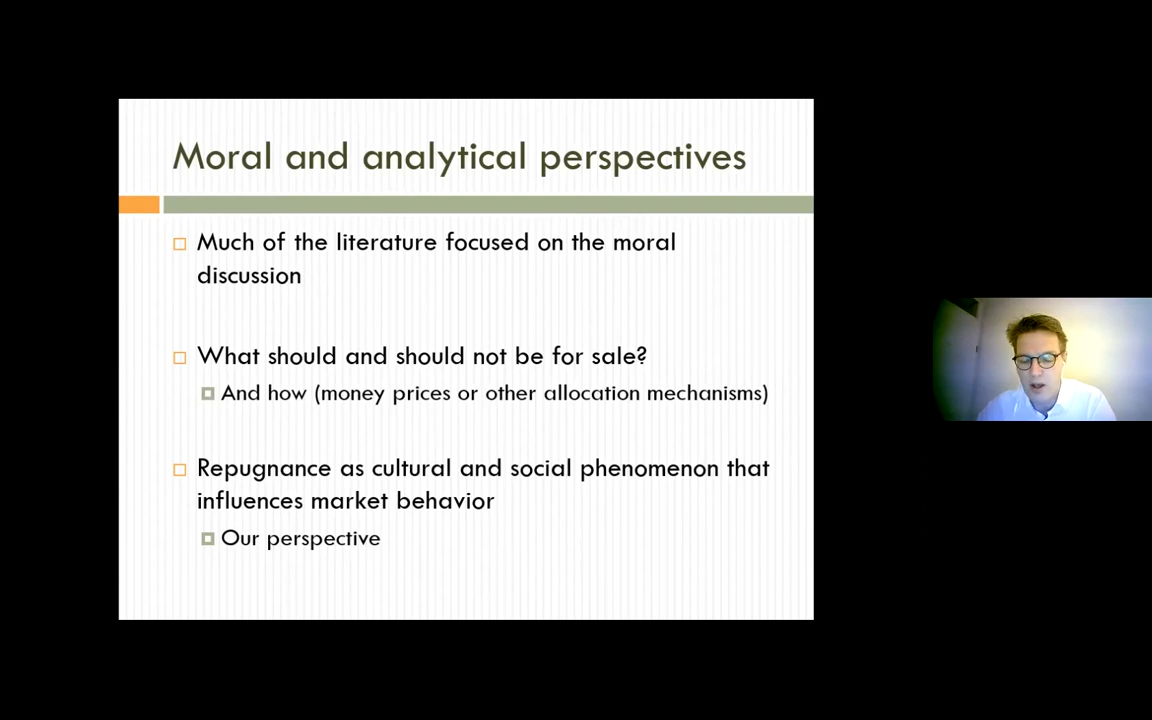 Moral and analytical perspectives
Much of the literature focused on the moral
discussion
What should and should not be for sale?
And how (money prices or other allocation mechanisms)
Repugnance as cultural and social phenomenon that
influences market behavior
Our perspective